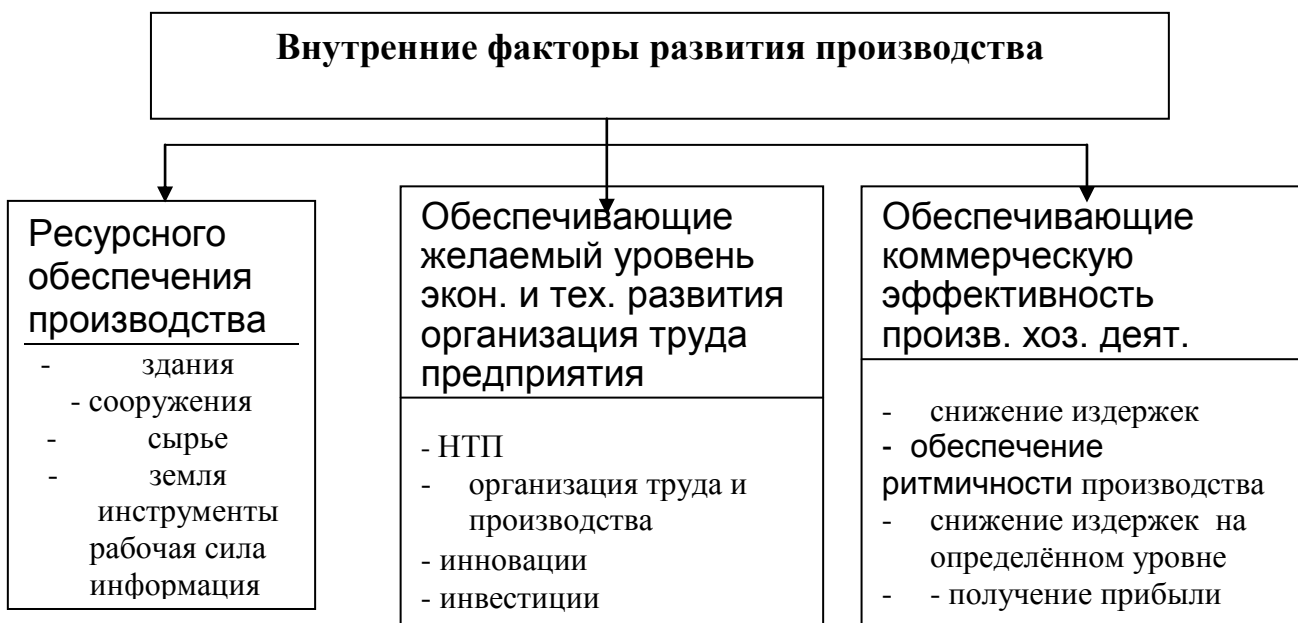 Внутренние факторы развития производства
Ресурсного
обеспечения
производства
- здания
- сооружения
- сырье
- земля
инструменты
рабочая сила
информация
Обеспечивающие
желаемый уровень
экон. и тех. развития
организация труда
предприятия
- НТП
- организация труда и
производства
- инновации
- инвестиции
Обеспечивающие
коммерческую
эффективность
произв. хоз. деят.
- снижение издержек
- обеспечение
ритмичности производства
- снижение издержек на
определённом уровне
- - получение прибыли